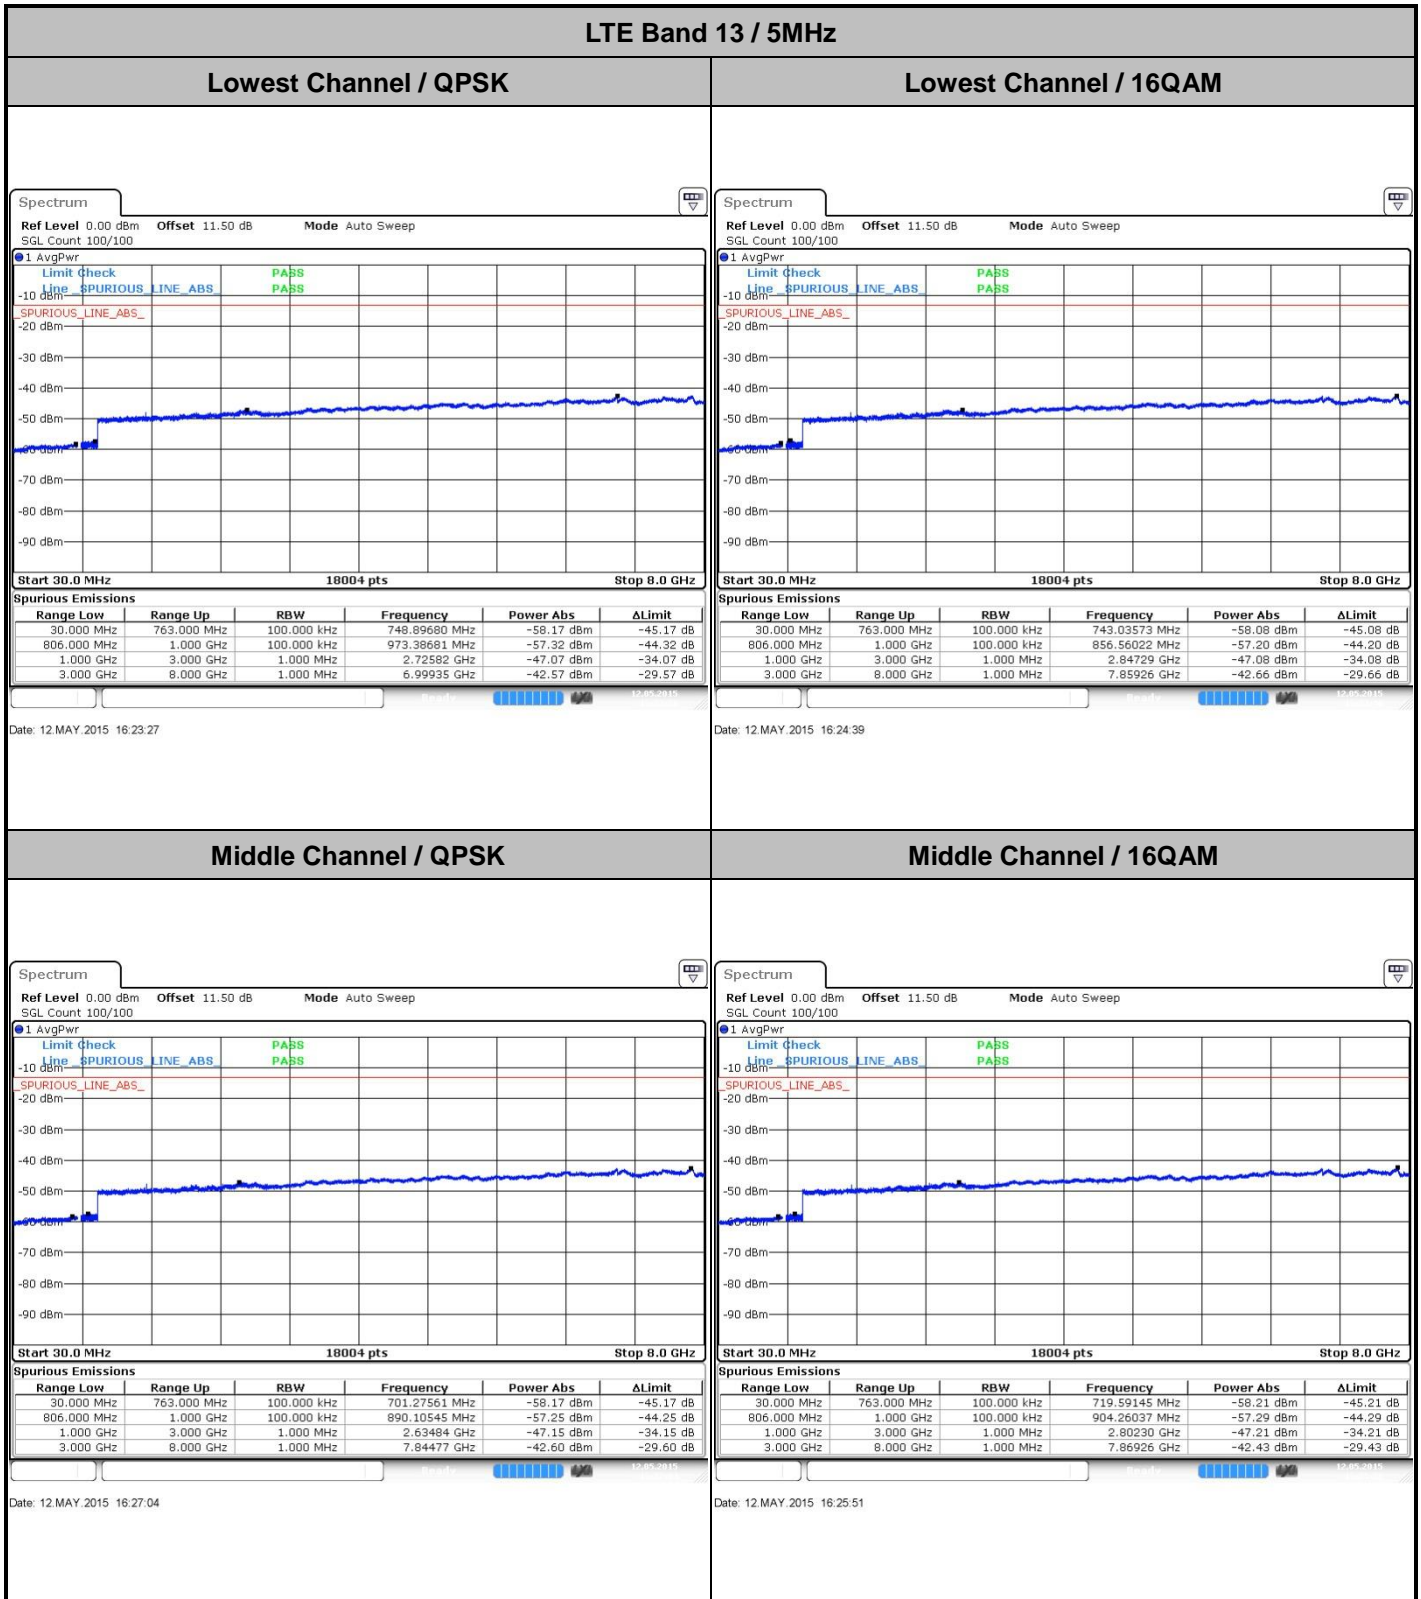 LTE Band 13 / 5MHz
Lowest Channel / QPSK
Lowest Channel / 16QAM
Spectrum
Ref Level 0.00 dBm Offset 11.50 dB Mode Auto Sweep
SGL Count 100/100
1 AvgPwr
Limit Check PASS
Line _SPURIOUS_LINE_ABS_ PASS
-10 dBm
_SPURIOUS_LINE_ABS_
-20 dBm
-30 dBm
-40 dBm
-50 dBm
-60 dBm
-70 dBm
-80 dBm
-90 dBm
Start 30.0 MHz 18004 pts Stop 8.0 GHz
Spurious Emissions
Range Low Range Up RBW Frequency Power Abs ΔLimit
30.000 MHz 763.000 MHz 100.000 kHz 748.89680 MHz -58.17 dBm -45.17 dB
806.000 MHz 1.000 GHz 100.000 kHz 973.38681 MHz -57.32 dBm -44.32 dB
1.000 GHz 3.000 GHz 1.000 MHz 2.72582 GHz -47.07 dBm -34.07 dB
3.000 GHz 8.000 GHz 1.000 MHz 6.99935 GHz -42.57 dBm -29.57 dB
12.05.2015
Date: 12.MAY.2015 16:23:27
Spectrum
Ref Level 0.00 dBm Offset 11.50 dB Mode Auto Sweep
SGL Count 100/100
1 AvgPwr
Limit Check PASS
Line _SPURIOUS_LINE_ABS_ PASS
-10 dBm
_SPURIOUS_LINE_ABS_
-20 dBm
-30 dBm
-40 dBm
-50 dBm
-60 dBm
-70 dBm
-80 dBm
-90 dBm
Start 30.0 MHz 18004 pts Stop 8.0 GHz
Spurious Emissions
Range Low Range Up RBW Frequency Power Abs ΔLimit
30.000 MHz 763.000 MHz 100.000 kHz 743.03573 MHz -58.08 dBm -45.08 dB
806.000 MHz 1.000 GHz 100.000 kHz 856.56022 MHz -57.20 dBm -44.20 dB
1.000 GHz 3.000 GHz 1.000 MHz 2.84729 GHz -47.08 dBm -34.08 dB
3.000 GHz 8.000 GHz 1.000 MHz 7.85926 GHz -42.66 dBm -29.66 dB
12.05.2015
Date: 12.MAY.2015 16:24:39
Middle Channel / QPSK
Middle Channel / 16QAM
Spectrum
Ref Level 0.00 dBm Offset 11.50 dB Mode Auto Sweep
SGL Count 100/100
1 AvgPwr
Limit Check PASS
Line _SPURIOUS_LINE_ABS_ PASS
-10 dBm
_SPURIOUS_LINE_ABS_
-20 dBm
-30 dBm
-40 dBm
-50 dBm
-60 dBm
-70 dBm
-80 dBm
-90 dBm
Start 30.0 MHz 18004 pts Stop 8.0 GHz
Spurious Emissions
Range Low Range Up RBW Frequency Power Abs ΔLimit
30.000 MHz 763.000 MHz 100.000 kHz 701.27561 MHz -58.17 dBm -45.17 dB
806.000 MHz 1.000 GHz 100.000 kHz 890.10545 MHz -57.25 dBm -44.25 dB
1.000 GHz 3.000 GHz 1.000 MHz 2.63484 GHz -47.15 dBm -34.15 dB
3.000 GHz 8.000 GHz 1.000 MHz 7.84477 GHz -42.60 dBm -29.60 dB
12.05.2015
Date: 12.MAY.2015 16:27:04
Spectrum
Ref Level 0.00 dBm Offset 11.50 dB Mode Auto Sweep
SGL Count 100/100
1 AvgPwr
Limit Check PASS
Line _SPURIOUS_LINE_ABS_ PASS
-10 dBm
_SPURIOUS_LINE_ABS_
-20 dBm
-30 dBm
-40 dBm
-50 dBm
-60 dBm
-70 dBm
-80 dBm
-90 dBm
Start 30.0 MHz 18004 pts Stop 8.0 GHz
Spurious Emissions
Range Low Range Up RBW Frequency Power Abs ΔLimit
30.000 MHz 763.000 MHz 100.000 kHz 719.59145 MHz -58.21 dBm -45.21 dB
806.000 MHz 1.000 GHz 100.000 kHz 904.26037 MHz -57.29 dBm -44.29 dB
1.000 GHz 3.000 GHz 1.000 MHz 2.80230 GHz -47.21 dBm -34.21 dB
3.000 GHz 8.000 GHz 1.000 MHz 7.86926 GHz -42.43 dBm -29.43 dB
12.05.2015
Date: 12.MAY.2015 16:25:51